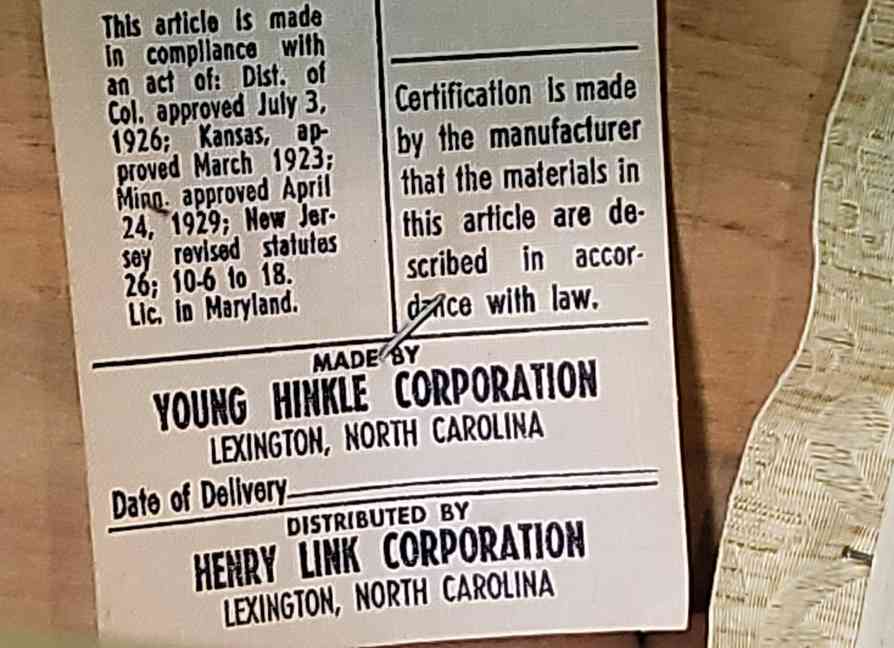 This article is made
in compliance with
an act of: Dist. of
Col. approved July 3,
1926; Kansas, ap-
proved March 1923;
Minn. approved April
24, 1929; New Jer-
sey revised statutes
26; 10-6 to 18.
Lic. in Maryland.
Certification is made
by the manufacturer
that the materials in
this article are de-
scribed in accor-
dance with law.
MADE BY
YOUNG HINKLE CORPORATION
LEXINGTON, NORTH CAROLINA
Date of Delivery
DISTRIBUTED BY
HENRY LINK CORPORATION
LEXINGTON, NORTH CAROLINA